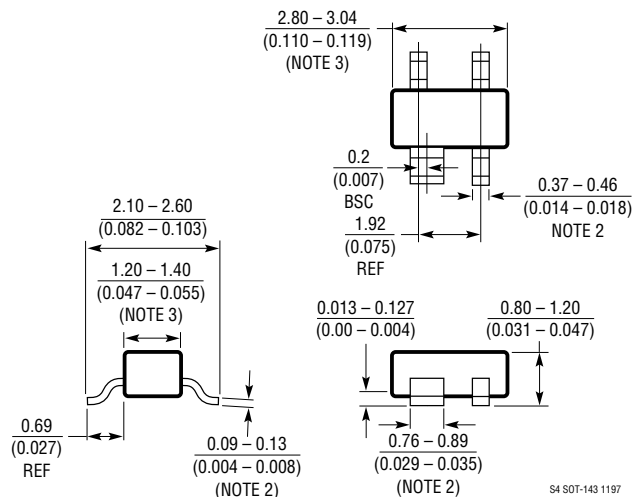 2.80 – 3.04
(0.110 – 0.119)
(NOTE 3)
0.2
(0.007)
BSC
0.37 – 0.46
(0.014 – 0.018)
NOTE 2
1.92
(0.075)
REF
2.10 – 2.60
(0.082 – 0.103)
1.20 – 1.40
(0.047 – 0.055)
(NOTE 3)
0.013 – 0.127
(0.00 – 0.004)
0.80 – 1.20
(0.031 – 0.047)
0.69
(0.027)
REF
0.09 – 0.13
(0.004 – 0.008)
(NOTE 2)
0.76 – 0.89
(0.029 – 0.035)
(NOTE 2)
S4 SOT-143 1197